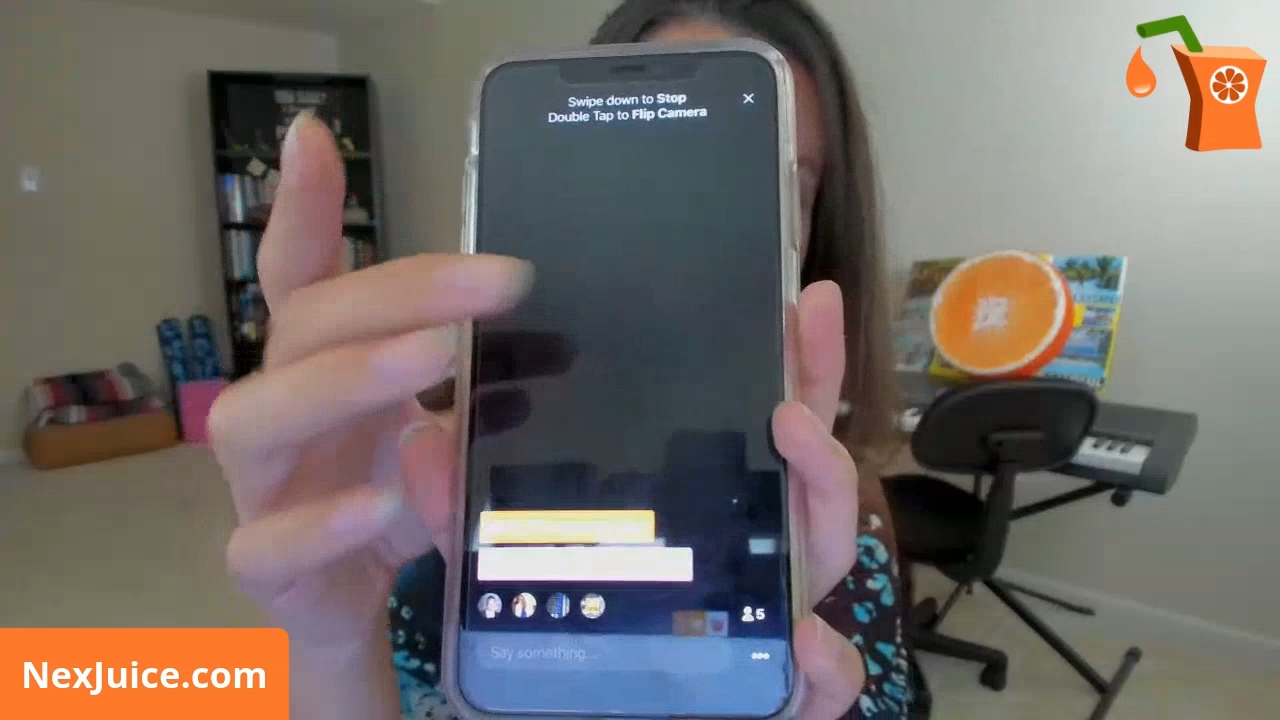 Swipe down to Stop
Double Tap to Flip Camera
5
Say something...
NexJuice.com